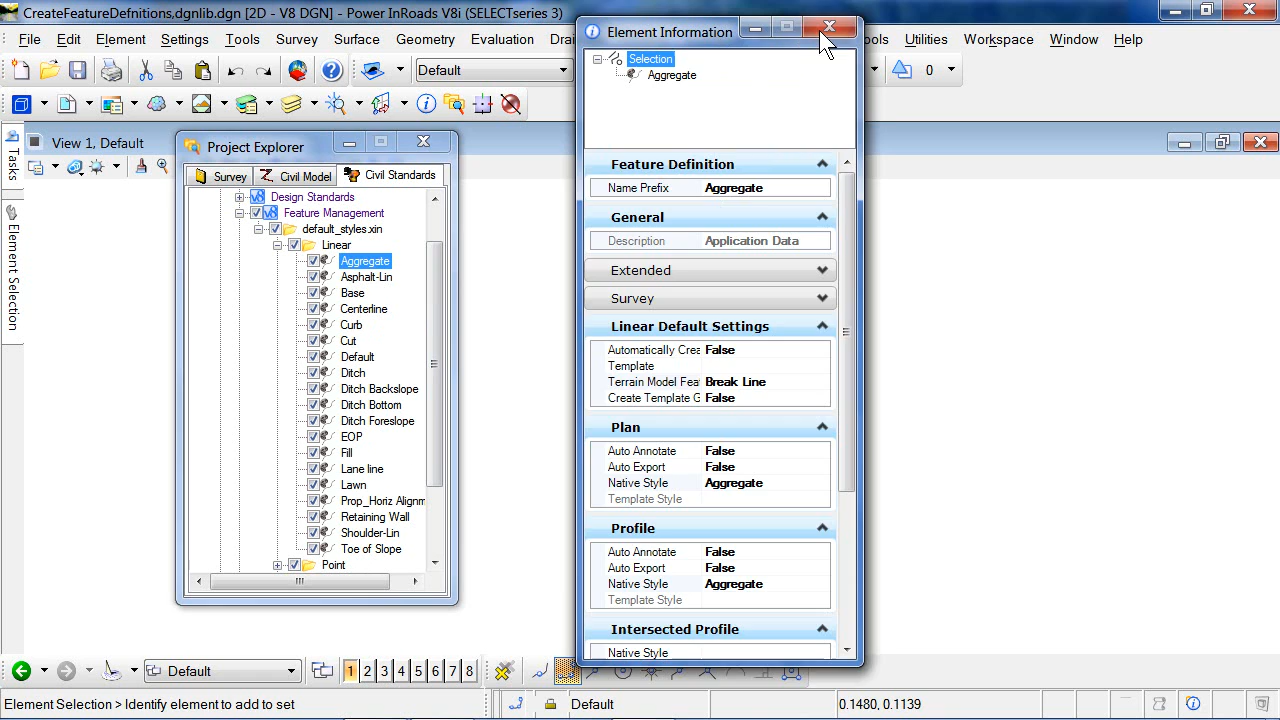 CreateFeatureDefnitions,dgnlib.dgn [2D - V8 DGN] - Power InRoads V8i (SELECTseries 3)
File Edit Settings Tools Survey Surface Geometry Evaluation Utilities Workspace Window Help
Default 0
View 1, Default
Tasks
Element Selection
Project Explorer
Survey Civil Model Civil Standards
Design Standards
Feature Management
default_styles.xin
Linear
Aggregate
Asphalt-Lin
Base
Centerline
Curb
Cut
Default
Ditch
Ditch Backslope
Ditch Bottom
Ditch Foreslope
EOP
Fill
Lane line
Lawn
Prop_Horiz Alignm
Retaining Wall
Shoulder-Lin
Toe of Slope
Point
Element Information
Selection
Aggregate
Feature Definition
Name Prefix Aggregate
General
Description Application Data
Extended
Survey
Linear Default Settings
Automatically Crea False
Template
Terrain Model Fea Break Line
Create Template G False
Plan
Auto Annotate False
Auto Export False
Native Style Aggregate
Template Style
Profile
Auto Annotate False
Auto Export False
Native Style Aggregate
Template Style
Intersected Profile
Native Style
Default 1 2 3 4 5 6 7 8
Element Selection > Identify element to add to set Default 0.1480, 0.1139